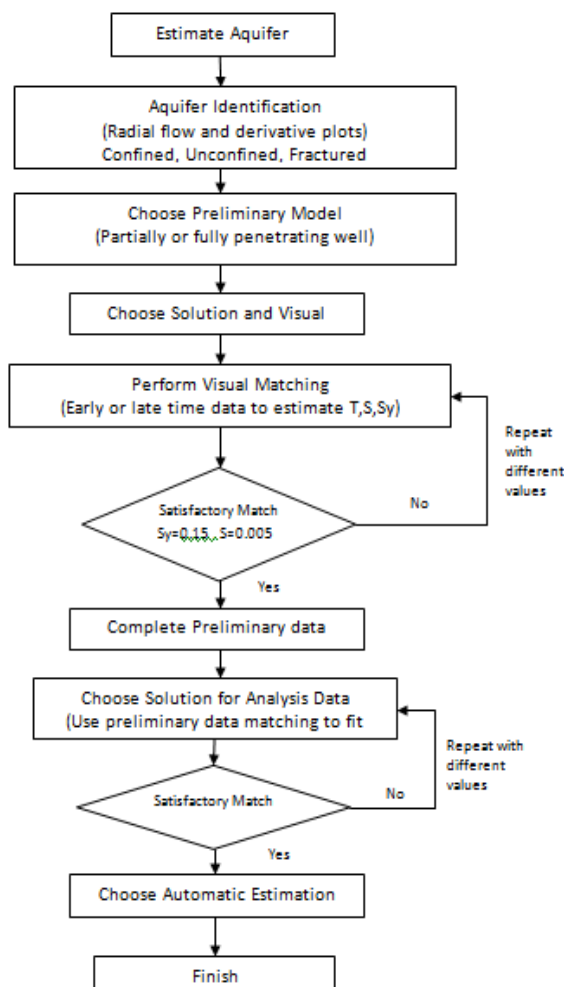 Estimate Aquifer
Aquifer Identification
(Radial flow and derivative plots)
Confined, Unconfined, Fractured
Choose Preliminary Model
(Partially or fully penetrating well)
Choose Solution and Visual
Perform Visual Matching
(Early or late time data to estimate T,S,Sy)
Repeat
with
different
values
Satisfactory Match
Sy=0.15, S=0.005
No
Yes
Complete Preliminary data
Choose Solution for Analysis Data
(Use preliminary data matching to fit
Repeat with
different
values
Satisfactory Match
No
Yes
Choose Automatic Estimation
Finish